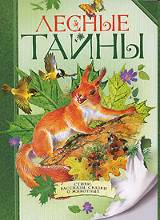 ЛЕСНЫЕ
ТАЙНЫ
СТИХИ,
РАССКАЗЫ, СКАЗКИ
О ЖИВОТНЫХ